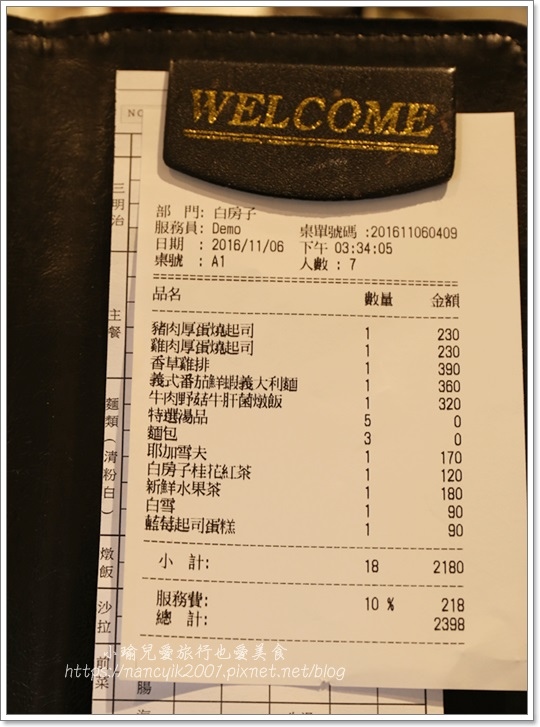 WELCOME
NO
部　門: 白房子
服務員: Demo　桌單號碼 :201611060409
日期　: 2016/11/06　下午 03:34:05
桌號　: A1　人數 : 7
品名　數量　金額
豬肉厚蛋燒起司　1　230
雞肉厚蛋燒起司　1　230
香草雞排　1　390
義式番茄鮮蝦義大利麵　1　360
牛肉野菇牛肝菌燉飯　1　320
特選湯品　5　0
麵包　3　0
耶加雪夫　1　170
白房子桂花紅茶　1　120
新鮮水果茶　1　180
白雪　1　90
藍莓起司蛋糕　1　90
小　計:　18　2180
服務費:　10 %　218
總　計:　2398
三明治
主餐
麵類（清粉白）
燉飯
沙拉
前菜
腸
小瑜兒愛旅行也愛美食
https://nancyik2001.pixnet.net/blog